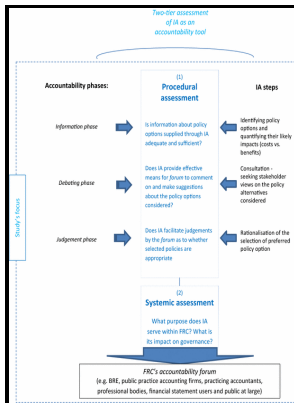 Two-tier assessment
of IA as an
accountability tool
(1)
Accountability phases:
Procedural
assessment
IA steps
Information phase
Is information about policy
options supplied through IA
adequate and sufficient?
Identifying policy
options and
quantifying their likely
impacts (costs vs.
benefits)
Debating phase
Does IA provide effective
means for forum to comment
on and make suggestions
about the policy options
considered?
Consultation -
seeking stakeholder
views on the policy
alternatives
considered
Study's focus
Judgement phase
Does IA facilitate judgements
by the forum as to whether
selected policies are
appropriate
Rationalisation of the
selection of preferred
policy option
(2)
Systemic assessment
What purpose does IA
serve within FRC? What is
its impact on governance?
FRC's accountability forum
(e.g. BRE, public practice accounting firms, practicing accountants,
professional bodies, financial statement users and public at large)